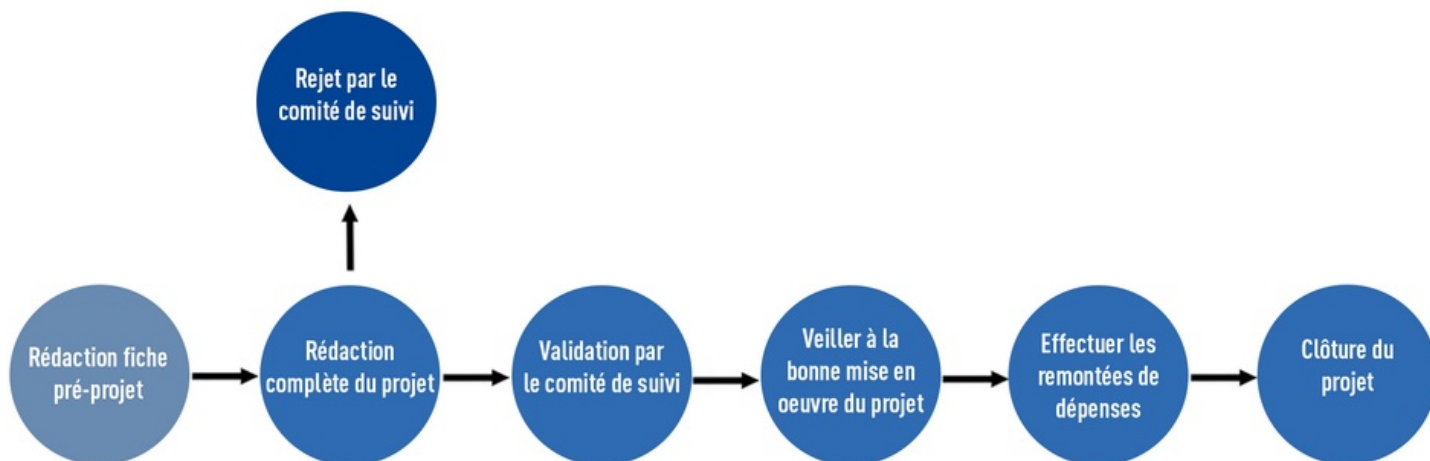 Rejet par le
comité de suivi
Rédaction fiche
pré-projet
Rédaction
complète du projet
Validation par
le comité de suivi
Veiller à la
bonne mise en
oeuvre du projet
Effectuer les
remontées de
dépenses
Clôture du
projet